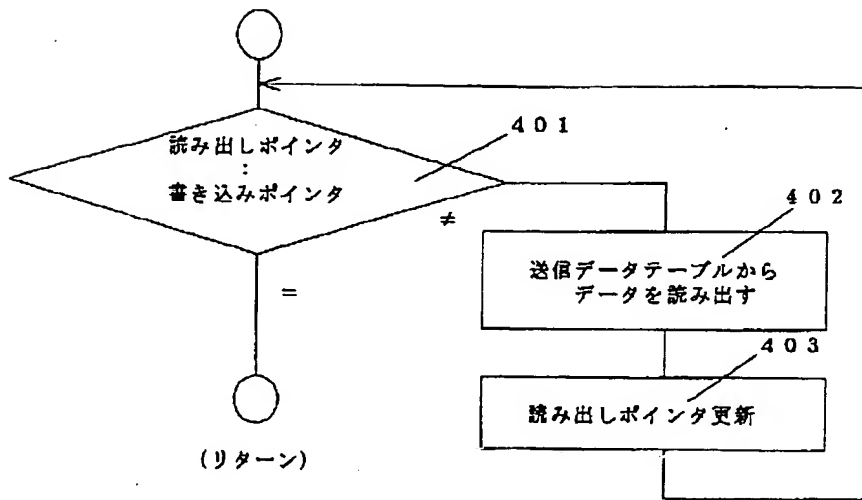 ４０１
読み出しポインタ
：
書き込みポインタ
≠
＝
４０２
送信データテーブルから
データを読み出す
４０３
読み出しポインタ更新
(リターン)